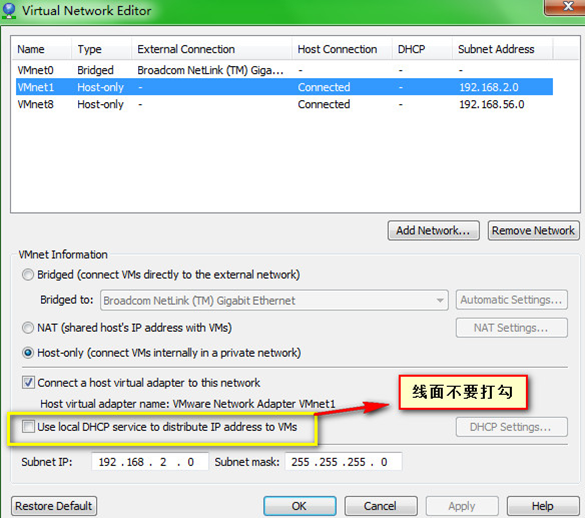 Virtual Network Editor
Name Type External Connection Host Connection DHCP Subnet Address
VMnet0 Bridged Broadcom NetLink (TM) Giga... - - -
VMnet1 Host-only - Connected - 192.168.2.0
VMnet8 Host-only - Connected - 192.168.56.0
Add Network... Remove Network
VMnet Information
Bridged (connect VMs directly to the external network)
Bridged to: Broadcom NetLink (TM) Gigabit Ethernet Automatic Settings...
NAT (shared host's IP address with VMs) NAT Settings...
Host-only (connect VMs internally in a private network)
Connect a host virtual adapter to this network
线面不要打勾
Host virtual adapter name: VMware Network Adapter VMnet1
Use local DHCP service to distribute IP address to VMs DHCP Settings...
Subnet IP: 192 .168 . 2 . 0 Subnet mask: 255 .255 .255 . 0
Restore Default OK Cancel Apply Help